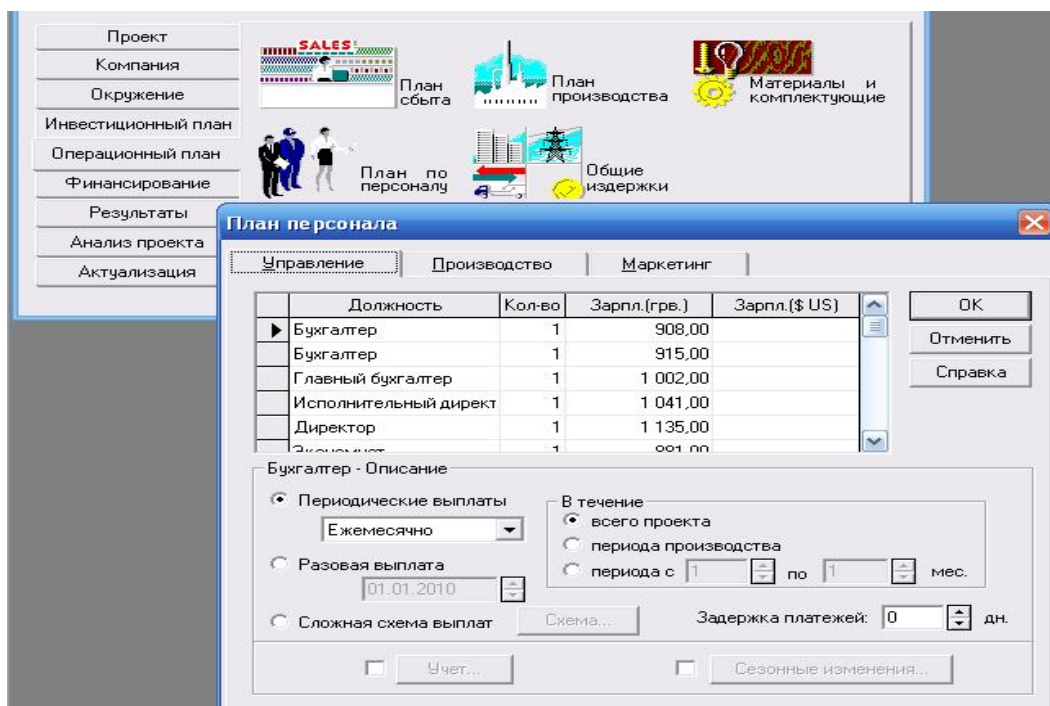 Проект
Компания
Окружение
Инвестиционный план
Операционный план
Финансирование
Результаты
Анализ проекта
Актуализация
SALES
План
сбыта
План
производства
Материалы и
комплектующие
План по
персоналу
Общие
издержки
План персонала
Управление Производство Маркетинг
Должность Кол-во Зарпл.(грв.) Зарпл.($ US)
Бухгалтер 1 908,00
Бухгалтер 1 915,00
Главный бухгалтер 1 1 002,00
Исполнительный директ 1 1 041,00
Директор 1 1 135,00
Экономист 1
OK
Отменить
Справка
Бухгалтер - Описание
Периодические выплаты
Ежемесячно
Разовая выплата
01.01.2010
Сложная схема выплат Схема...
В течение
всего проекта
периода производства
периода с 1 по 1 мес.
Задержка платежей: 0 дн.
Учет... Сезонные изменения...